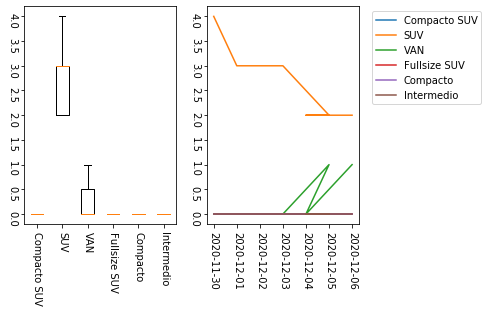 4.0
3.5
3.0
2.5
2.0
1.5
1.0
0.5
0.0
Compacto SUV
SUV
VAN
Fullsize SUV
Compacto
Intermedio
4.0
3.5
3.0
2.5
2.0
1.5
1.0
0.5
0.0
2020-11-30
2020-12-01
2020-12-02
2020-12-03
2020-12-04
2020-12-05
2020-12-06
Compacto SUV
SUV
VAN
Fullsize SUV
Compacto
Intermedio